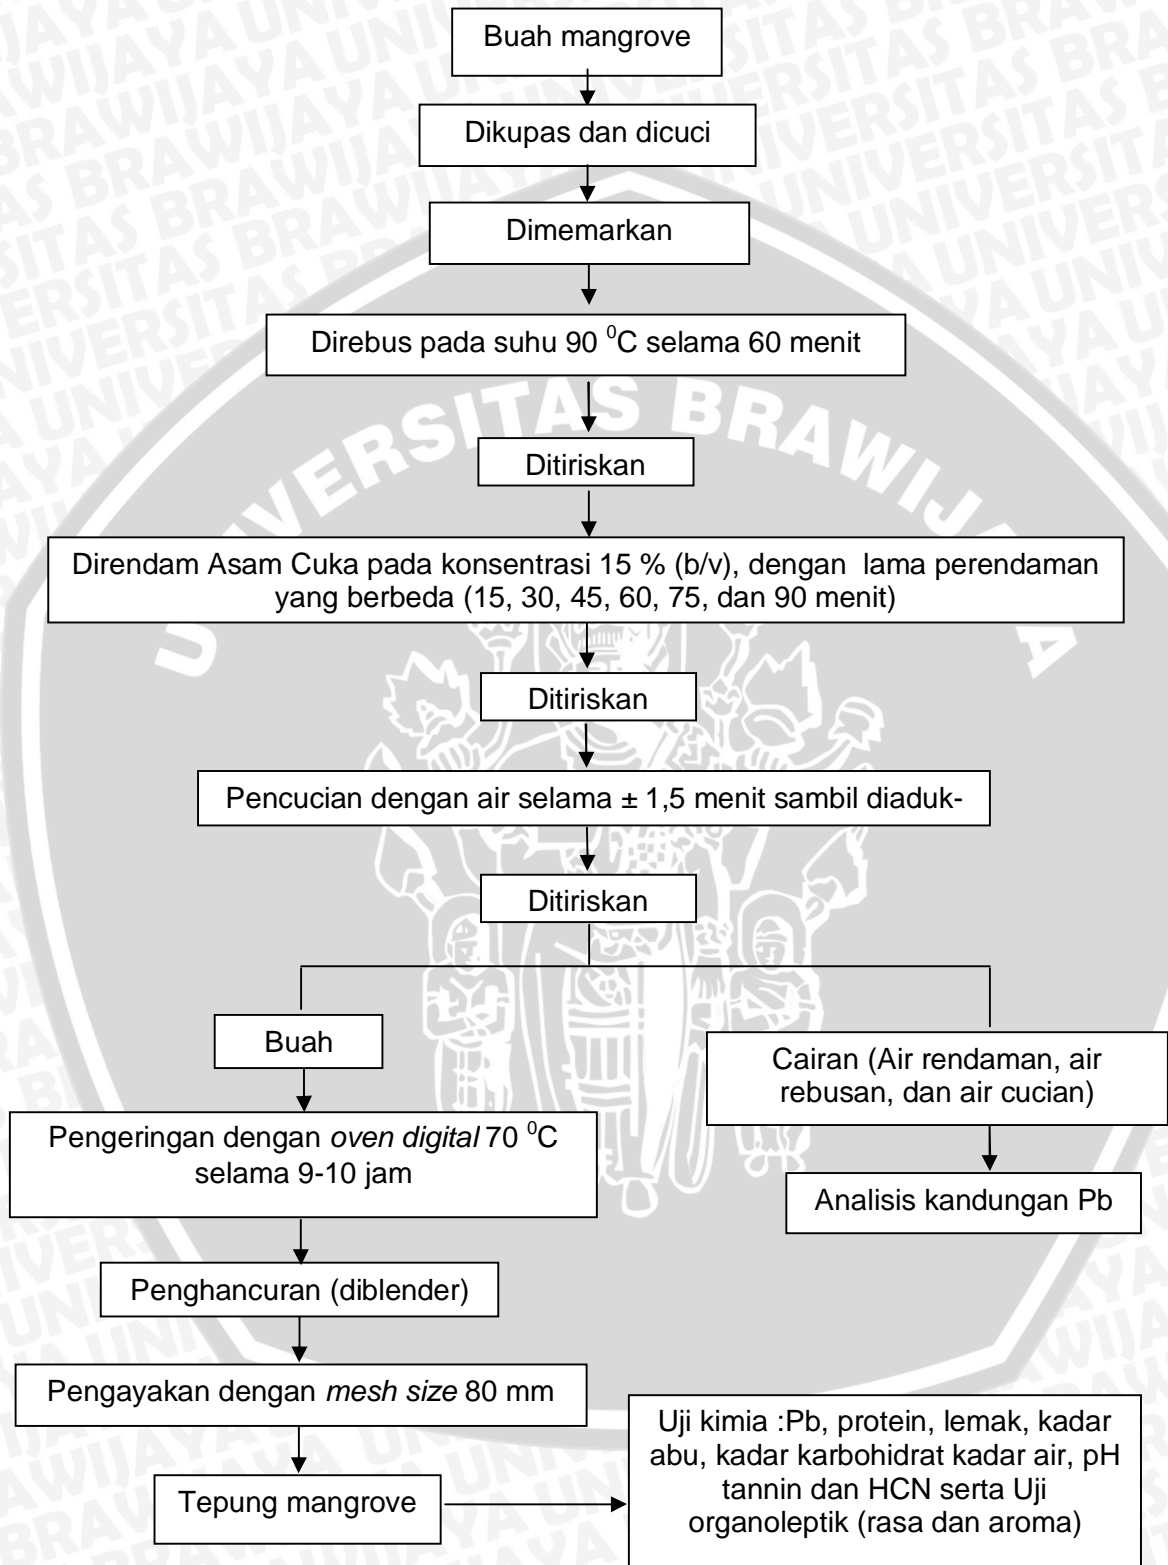 Buah mangrove
Dikupas dan dicuci
Dimemarkan
Direbus pada suhu 90 ⁰C selama 60 menit
Ditiriskan
Direndam Asam Cuka pada konsentrasi 15 % (b/v), dengan lama perendaman
yang berbeda (15, 30, 45, 60, 75, dan 90 menit)
Ditiriskan
Pencucian dengan air selama ± 1,5 menit sambil diaduk-
Ditiriskan
Buah
Cairan (Air rendaman, air
rebusan, dan air cucian)
Pengeringan dengan oven digital 70 ⁰C
selama 9-10 jam
Analisis kandungan Pb
Penghancuran (diblender)
Pengayakan dengan mesh size 80 mm
Tepung mangrove
Uji kimia :Pb, protein, lemak, kadar
abu, kadar karbohidrat kadar air, pH
tannin dan HCN serta Uji
organoleptik (rasa dan aroma)
UNIVERSITAS BRAWIJAYA